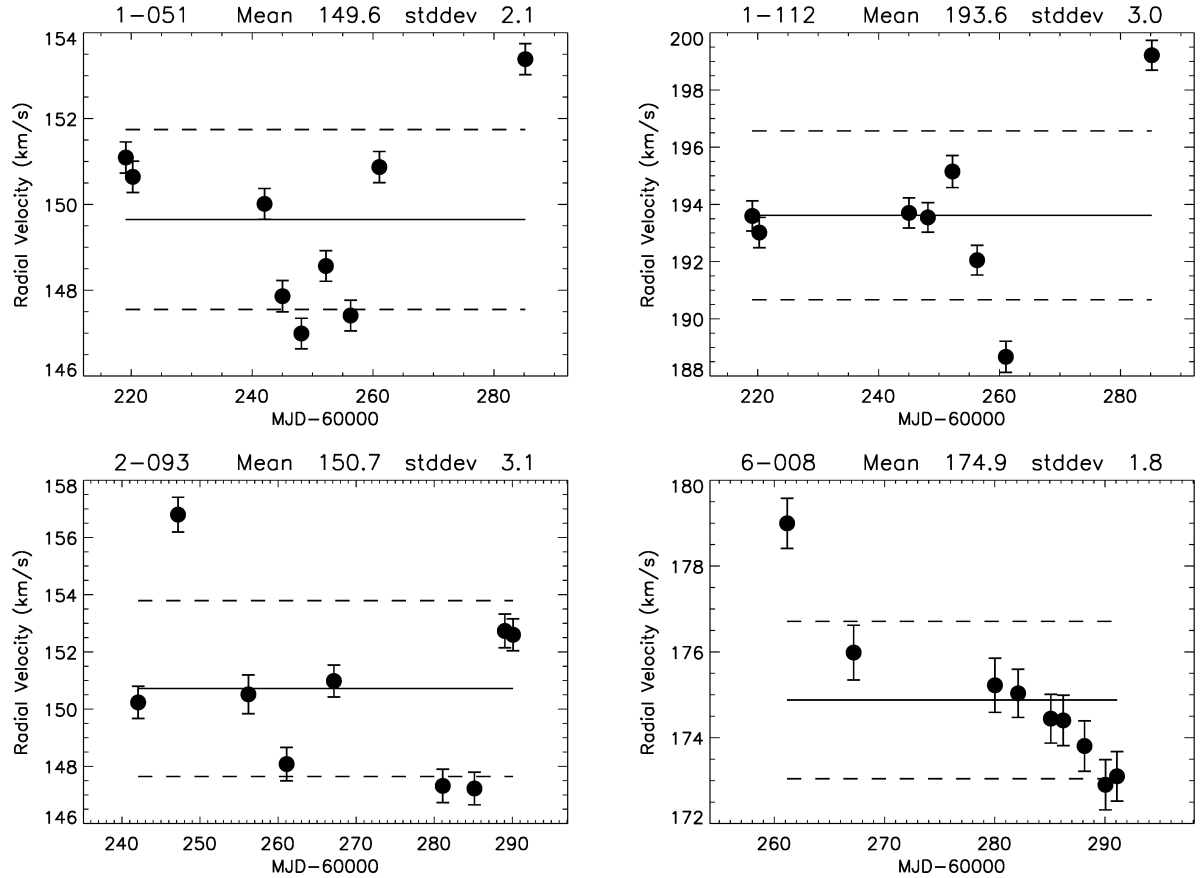 1-051 Mean 149.6 stddev 2.1
154
152
150
148
146
Radial Velocity (km/s)
220 240 260 280
MJD-60000
1-112 Mean 193.6 stddev 3.0
200
198
196
194
192
190
188
Radial Velocity (km/s)
220 240 260 280
MJD-60000
2-093 Mean 150.7 stddev 3.1
158
156
154
152
150
148
146
Radial Velocity (km/s)
240 250 260 270 280 290
MJD-60000
6-008 Mean 174.9 stddev 1.8
180
178
176
174
172
Radial Velocity (km/s)
260 270 280 290
MJD-60000